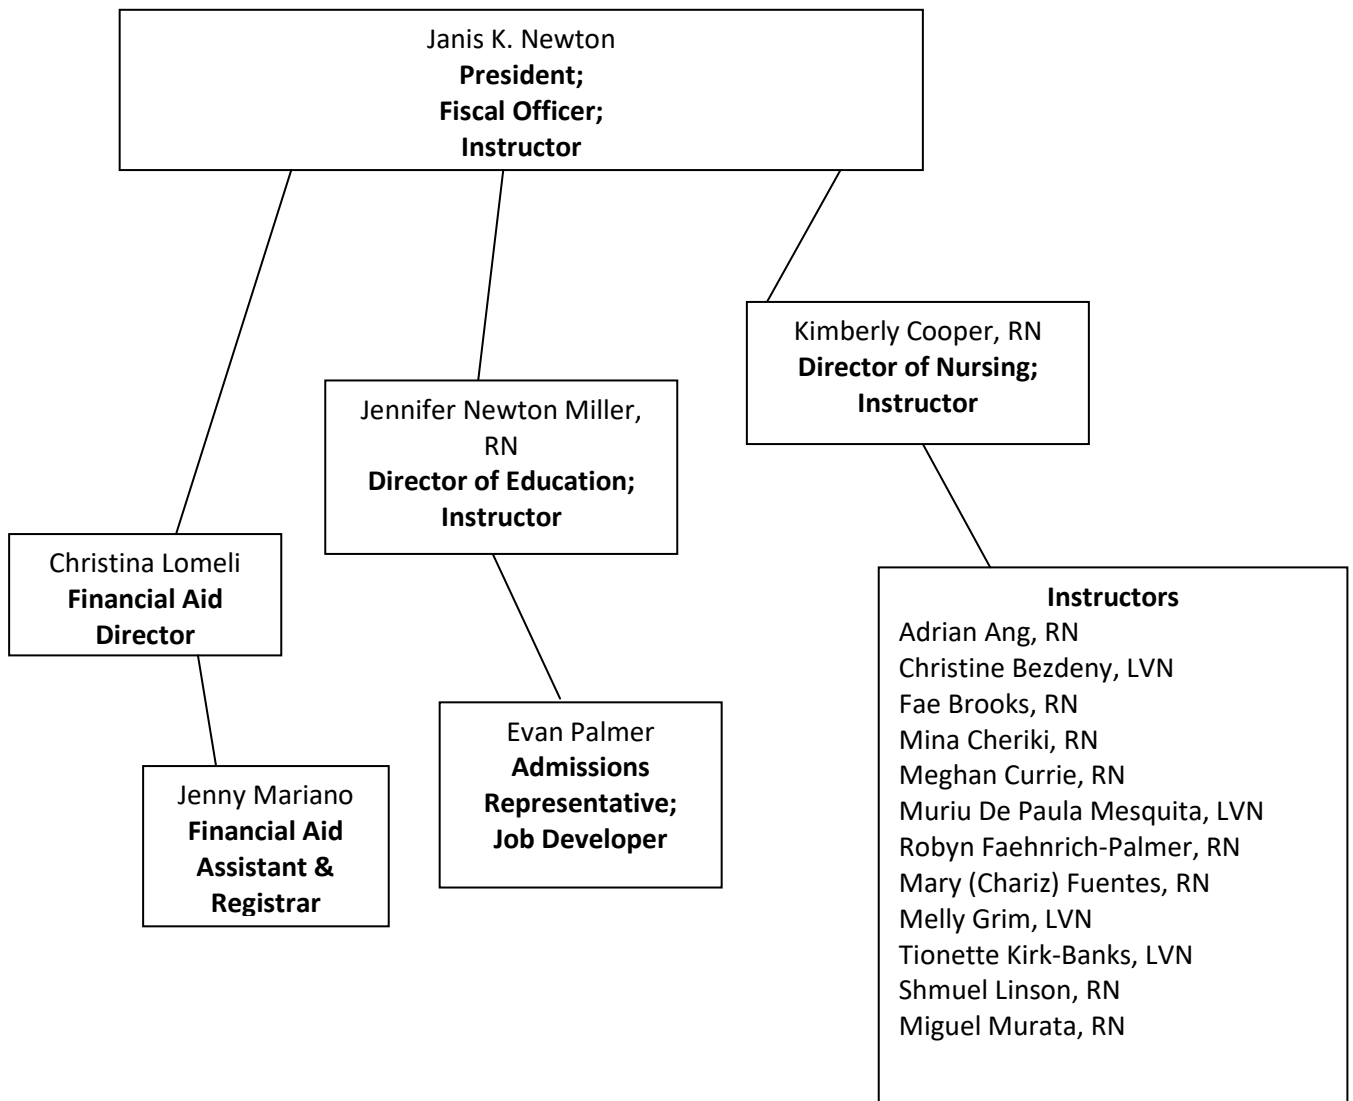 Janis K. Newton
President;
Fiscal Officer;
Instructor
Kimberly Cooper, RN
Director of Nursing;
Instructor
Jennifer Newton Miller,
RN
Director of Education;
Instructor
Christina Lomeli
Financial Aid
Director
Instructors
Adrian Ang, RN
Christine Bezdeny, LVN
Fae Brooks, RN
Mina Cheriki, RN
Meghan Currie, RN
Muriu De Paula Mesquita, LVN
Robyn Faehnrich-Palmer, RN
Mary (Chariz) Fuentes, RN
Melly Grim, LVN
Tionette Kirk-Banks, LVN
Shmuel Linson, RN
Miguel Murata, RN
Evan Palmer
Admissions
Representative;
Job Developer
Jenny Mariano
Financial Aid
Assistant &
Registrar